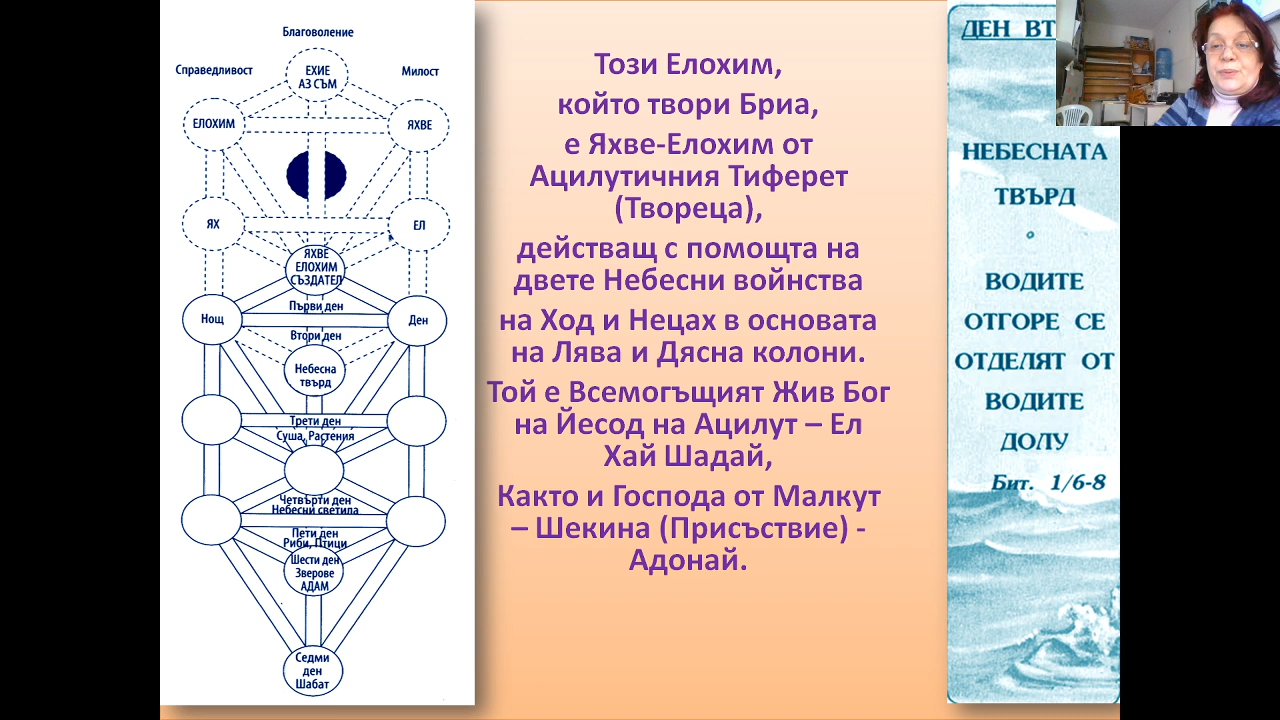 Благоволение
Справедливост
Милост
ЕХИЕ
АЗ СЪМ
ЕЛОХИМ
ЯХВЕ
ЯХ
ЕЛ
ЯХВЕ
ЕЛОХИМ
СЪЗДАТЕЛ
Първи ден
Нощ
Ден
Втори ден
Небесна
твърд
Трети ден
Суша, Растения
Четвърти ден
Небесни светила
Пети ден
Риби, Птици
Шести ден
Зверове
АДАМ
Седми
ден
Шабат
Този Елохим,
който твори Бриа,
е Яхве-Елохим от
Ацилутичния Тиферет
(Твореца),
действащ с помощта на
двете Небесни войнства
на Ход и Нецах в основата
на Лява и Дясна колони.
Той е Всемогъщият Жив Бог
на Йесод на Ацилут – Ел
Хай Шадай,
Както и Господа от Малкут
– Шекина (Присъствие) -
Адонай.
ДЕН ВТ
НЕБЕСНАТА
ТВЪРД
ВОДИТЕ
ОТГОРЕ СЕ
ОТДЕЛЯТ ОТ
ВОДИТЕ
ДОЛУ
Бит. 1/6-8